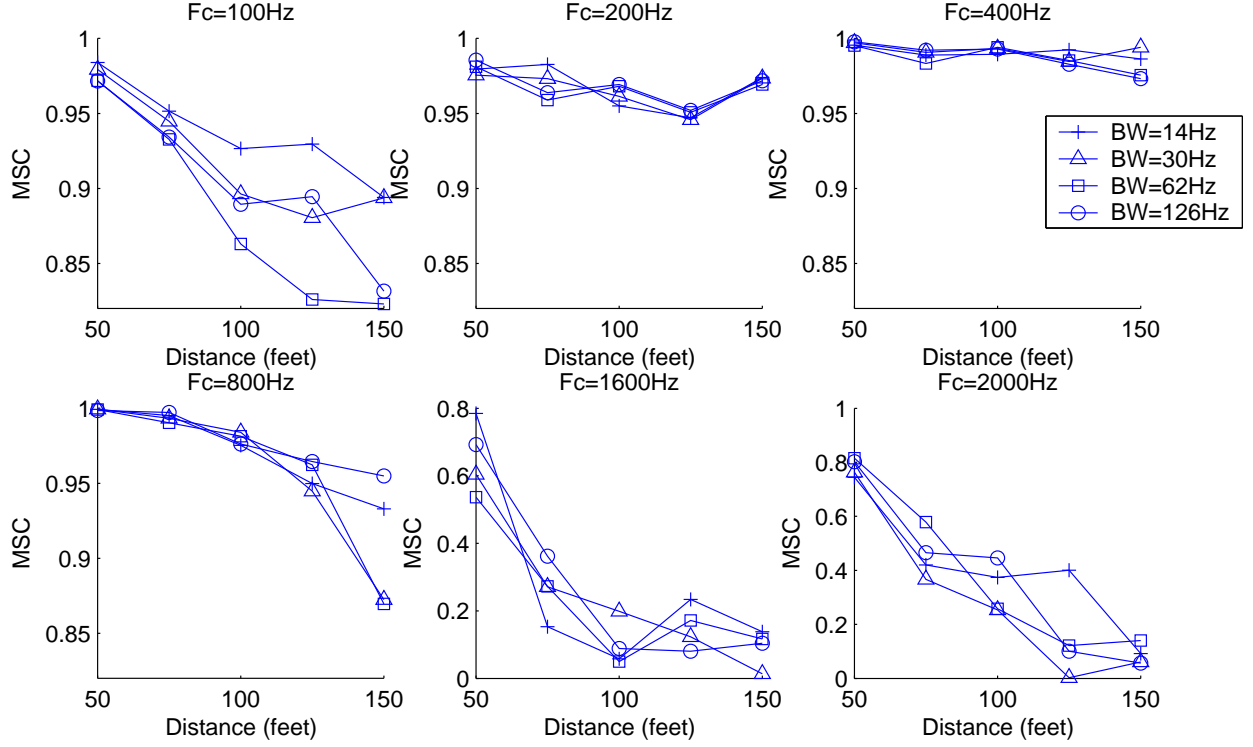 Fc=100Hz
1
0.95
0.9
0.85
MSC
50
100
150
Distance (feet)
Fc=200Hz
1
0.95
0.9
0.85
MSC
50
100
150
Distance (feet)
Fc=400Hz
1
0.95
0.9
0.85
MSC
50
100
150
Distance (feet)
BW=14Hz
BW=30Hz
BW=62Hz
BW=126Hz
Fc=800Hz
1
0.95
0.9
0.85
MSC
50
100
150
Distance (feet)
Fc=1600Hz
0.8
0.6
0.4
0.2
0
MSC
50
100
150
Distance (feet)
Fc=2000Hz
1
0.8
0.6
0.4
0.2
0
MSC
50
100
150
Distance (feet)